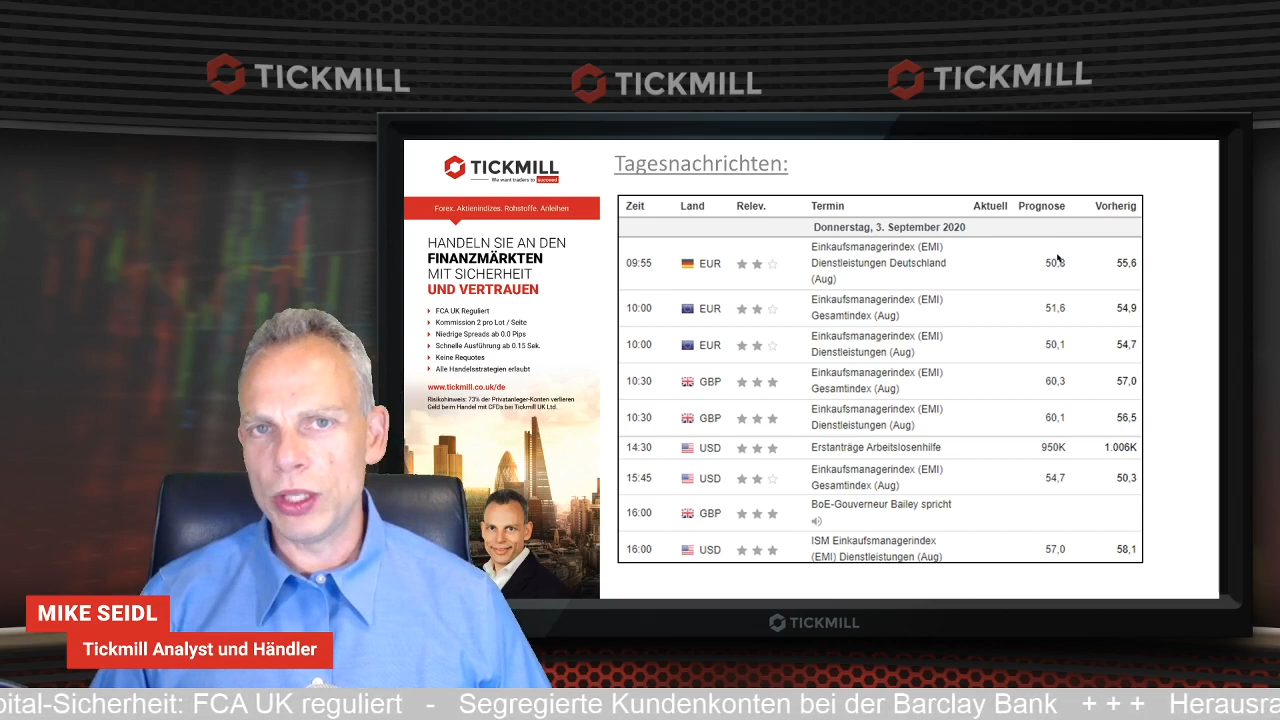 TICKMILL
TICKMILL
TICKMILL
TICKMILL
We want traders to succeed
Forex. Aktienindizes. Rohstoffe. Anleihen
HANDELN SIE AN DEN
FINANZMÄRKTEN
MIT SICHERHEIT
UND VERTRAUEN
FCA UK Reguliert
Kommission 2 pro Lot / Seite
Niedrige Spreads ab 0.0 Pips
Schnelle Ausführung ab 0.15 Sek.
Keine Requotes
Alle Handelsstrategien erlaubt
www.tickmill.co.uk/de
Risikohinweis: 73% der Privatanleger-Konten verlieren
Geld beim Handel mit CFDs bei Tickmill UK Ltd.
Tagesnachrichten:
Zeit Land Relev. Termin Aktuell Prognose Vorherig
Donnerstag, 3. September 2020
Einkaufsmanagerindex (EMI)
09:55 EUR Dienstleistungen Deutschland 50,8 55,6
(Aug)
Einkaufsmanagerindex (EMI)
10:00 EUR Gesamtindex (Aug) 51,6 54,9
Einkaufsmanagerindex (EMI)
10:00 EUR Dienstleistungen (Aug) 50,1 54,7
Einkaufsmanagerindex (EMI)
10:30 GBP Gesamtindex (Aug) 60,3 57,0
Einkaufsmanagerindex (EMI)
10:30 GBP Dienstleistungen (Aug) 60,1 56,5
14:30 USD Erstanträge Arbeitslosenhilfe 950K 1.006K
Einkaufsmanagerindex (EMI)
15:45 USD Gesamtindex (Aug) 54,7 50,3
16:00 GBP BoE-Gouverneur Bailey spricht
ISM Einkaufsmanagerindex
16:00 USD (EMI) Dienstleistungen (Aug) 57,0 58,1
TICKMILL
MIKE SEIDL
Tickmill Analyst und Händler
pital-Sicherheit: FCA UK reguliert - Segregierte Kundenkonten bei der Barclay Bank + + + Herausra